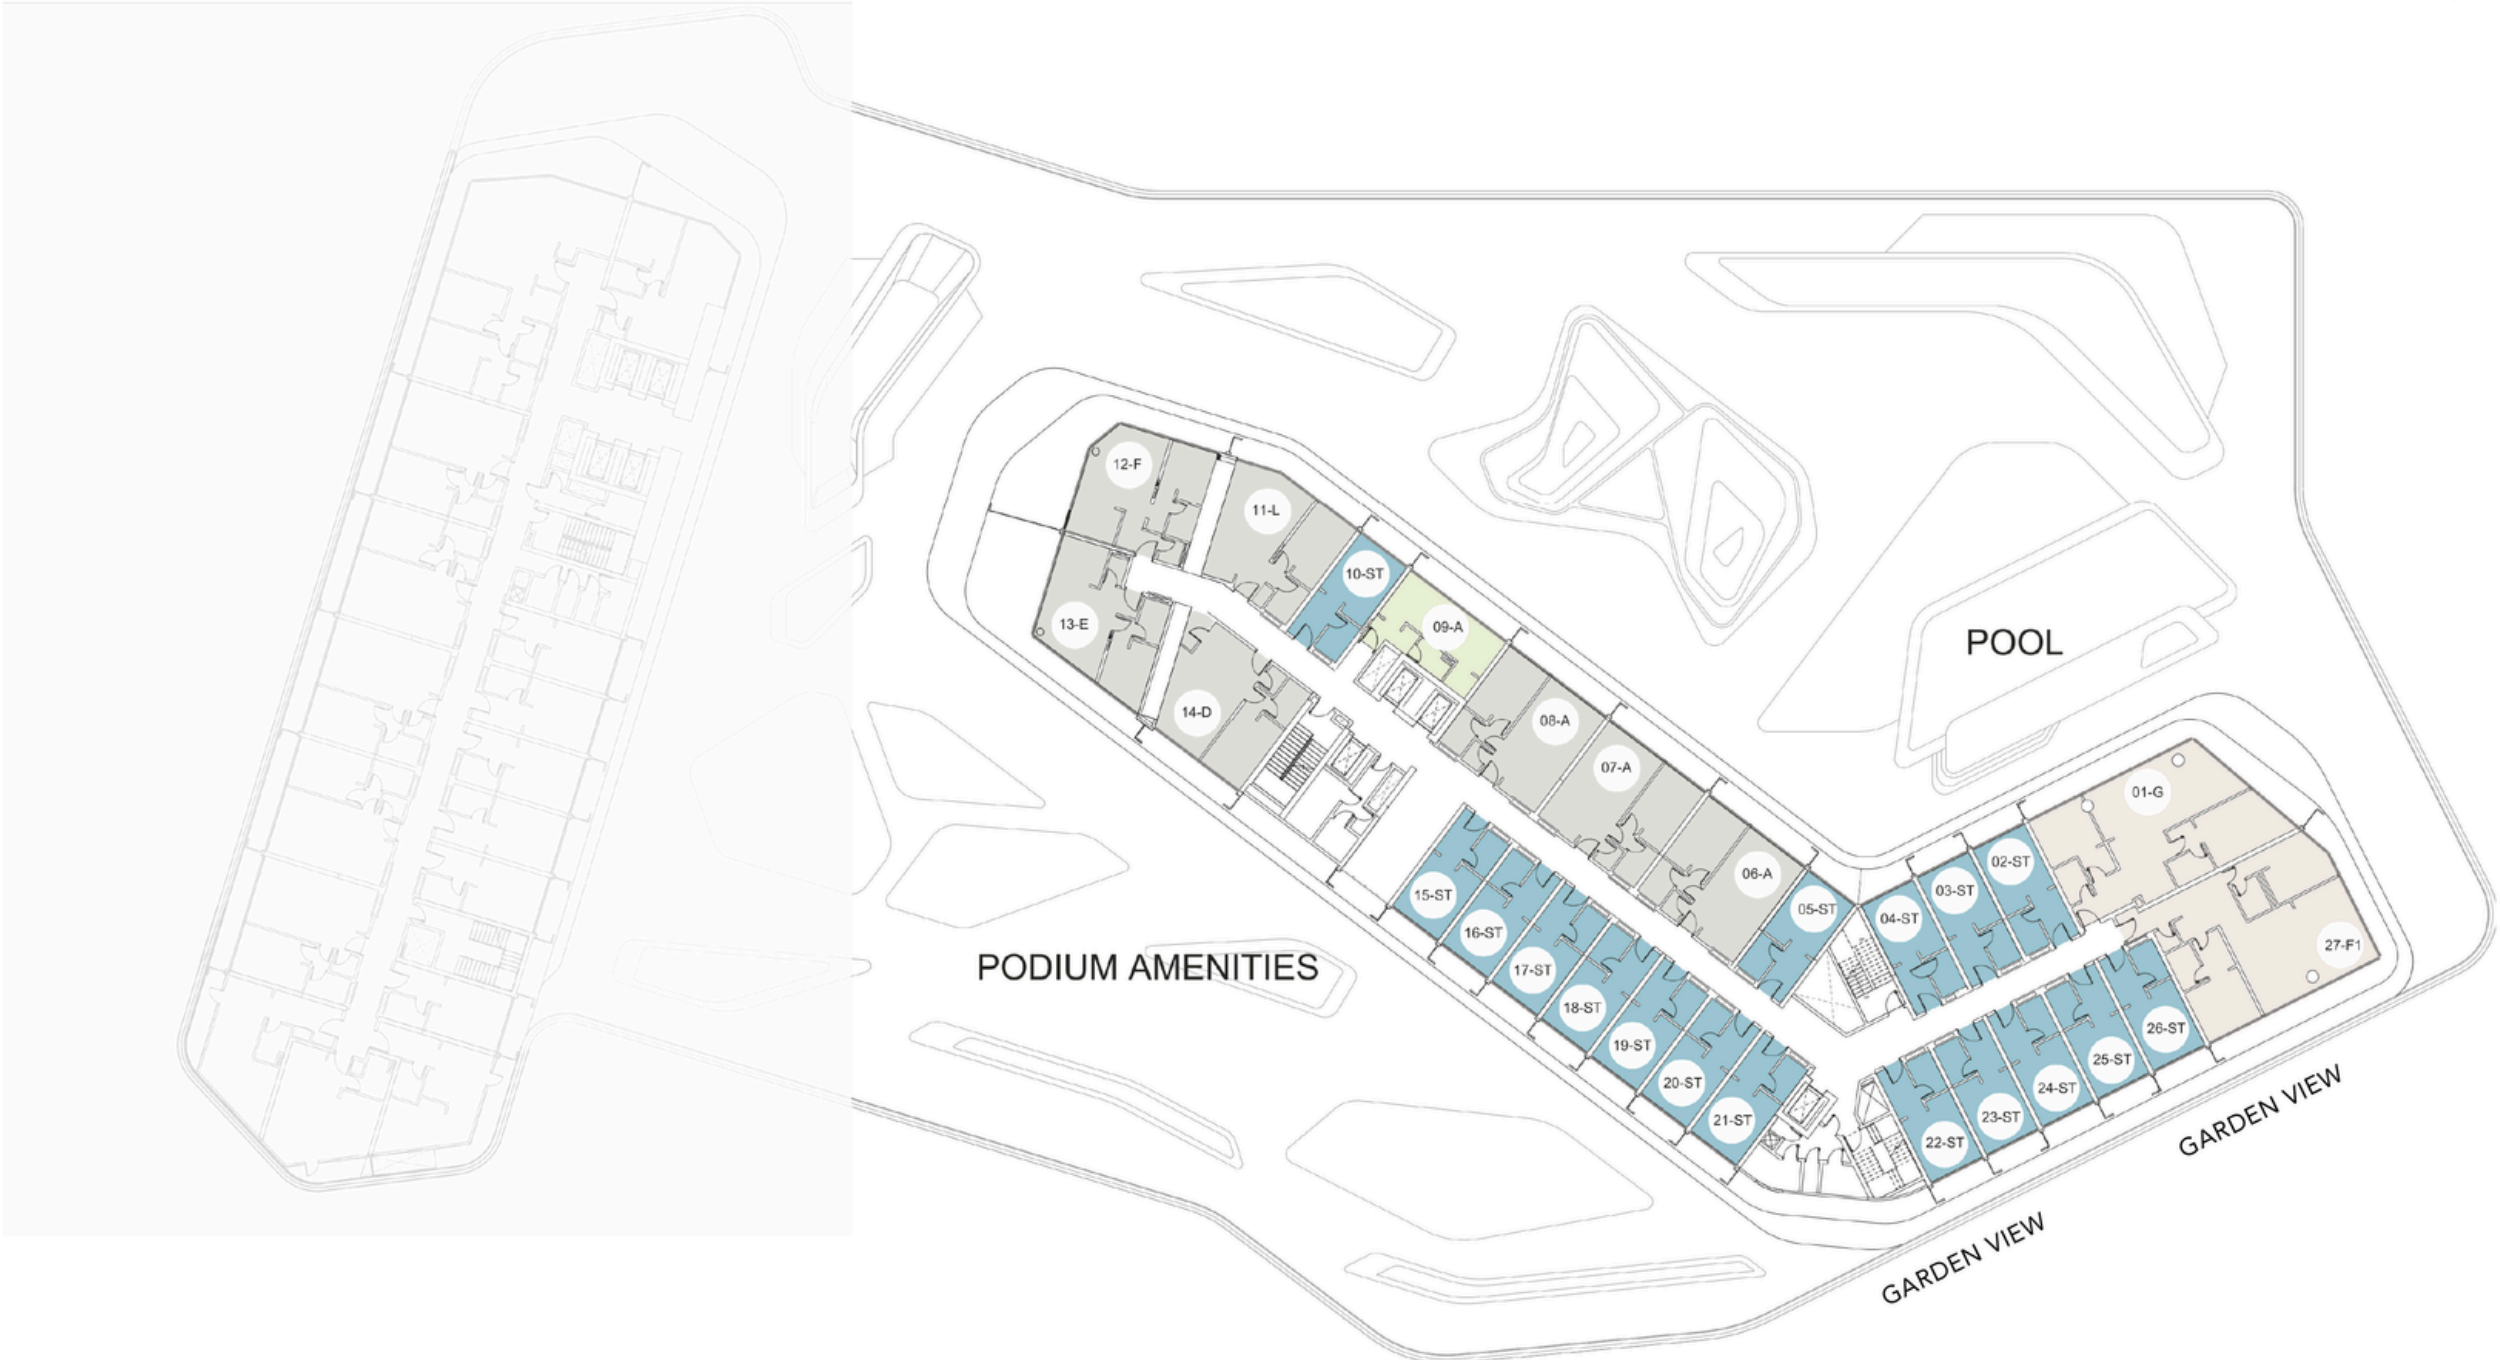 12-F
11-L
10-ST
09-A
13-E
14-D
08-A
07-A
06-A
05-ST
04-ST
03-ST
02-ST
01-G
POOL
15-ST
16-ST
17-ST
18-ST
19-ST
20-ST
21-ST
22-ST
23-ST
24-ST
25-ST
26-ST
27-F1
PODIUM AMENITIES
GARDEN VIEW
GARDEN VIEW